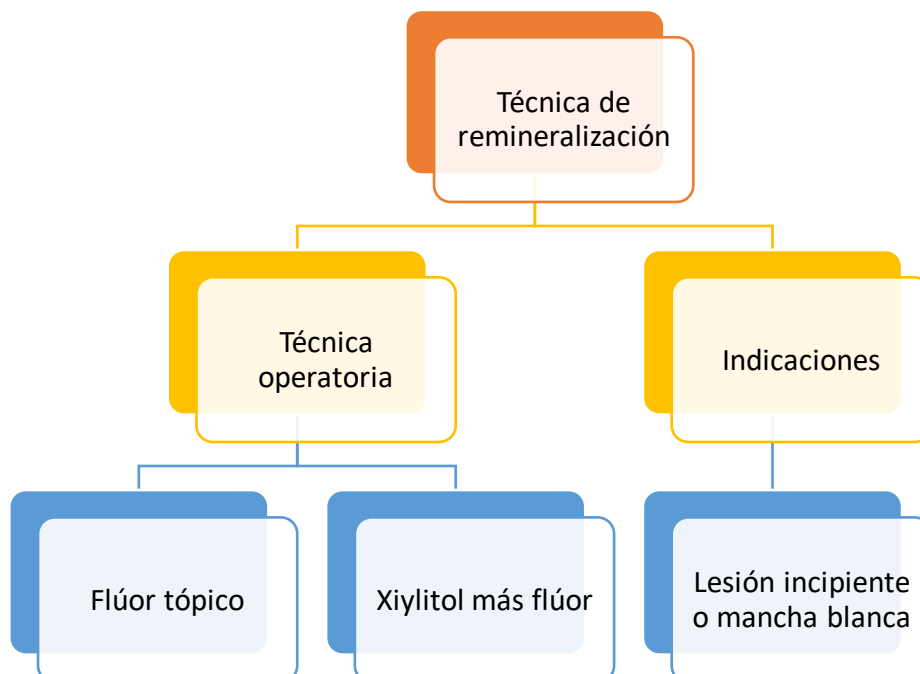 Técnica de
remineralización
Técnica
operatoria
Indicaciones
Flúor tópico
Xiylitol más flúor
Lesión incipiente
o mancha blanca